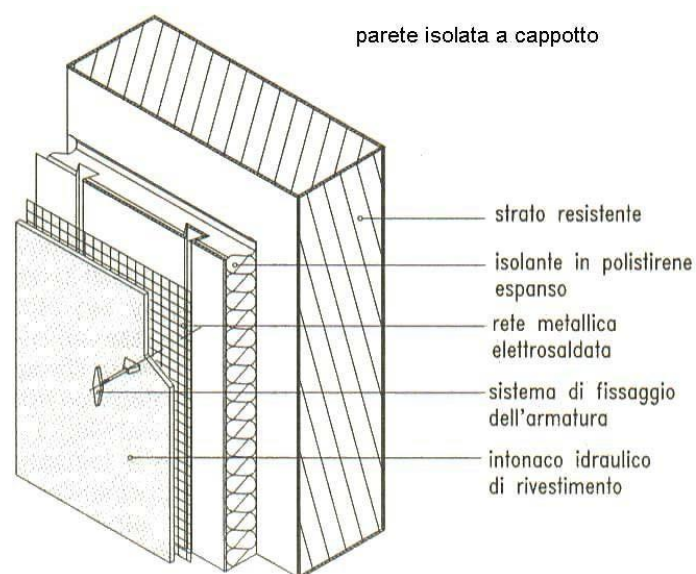 parete isolata a cappotto
strato resistente
isolante in polistirene
espanso
rete metallica
elettrosaldata
sistema di fissaggio
dell'armatura
intonaco idraulico
di rivestimento